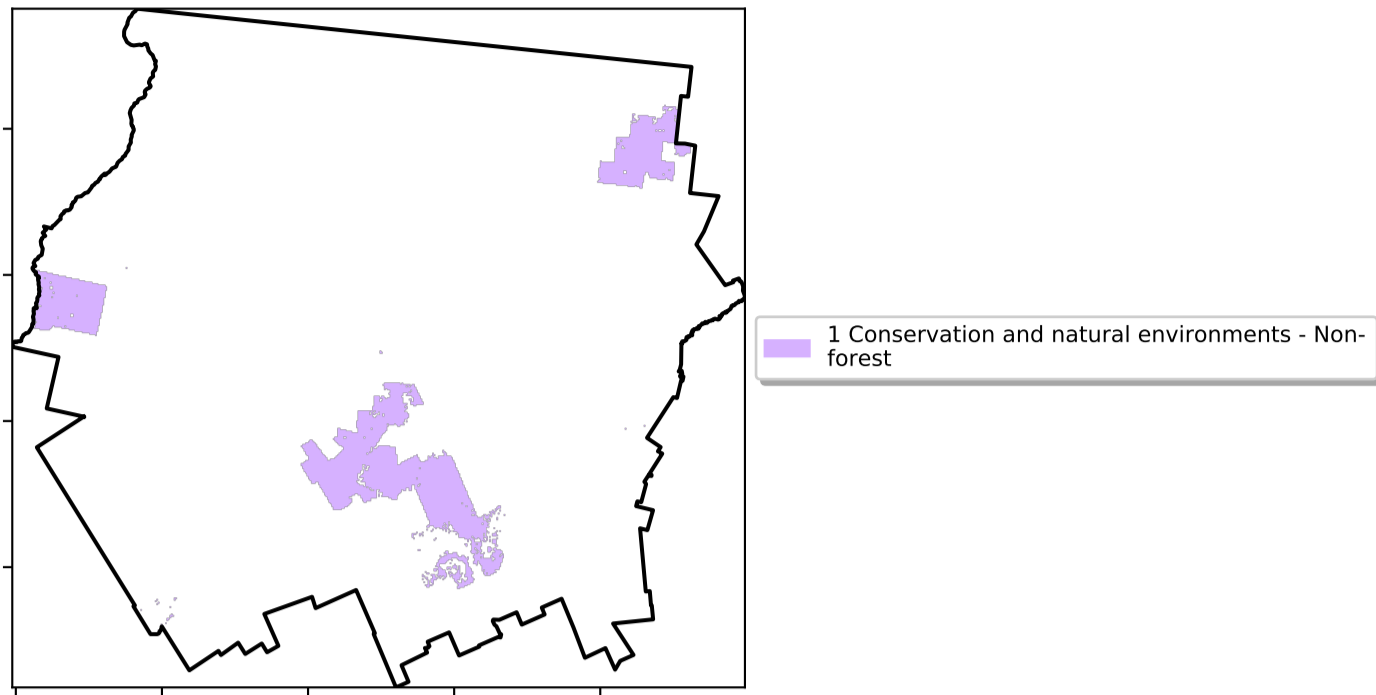 1 Conservation and natural environments - Non-
forest